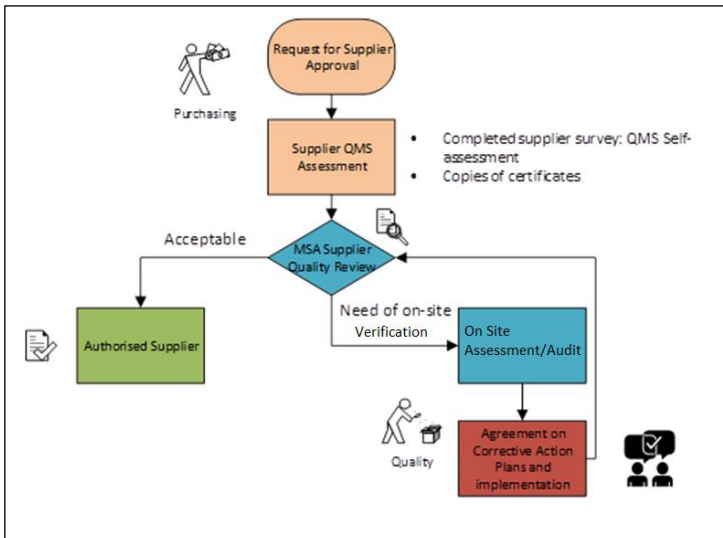 Request for Supplier
Approval
Purchasing
Supplier QMS
Assessment
• Completed supplier survey: QMS Self-
assessment
• Copies of certificates
Acceptable
MSA Supplier
Quality Review
Need of on-site
Verification
Authorised Supplier
On Site
Assessment/Audit
Quality
Agreement on
Corrective Action
Plans and
implementation